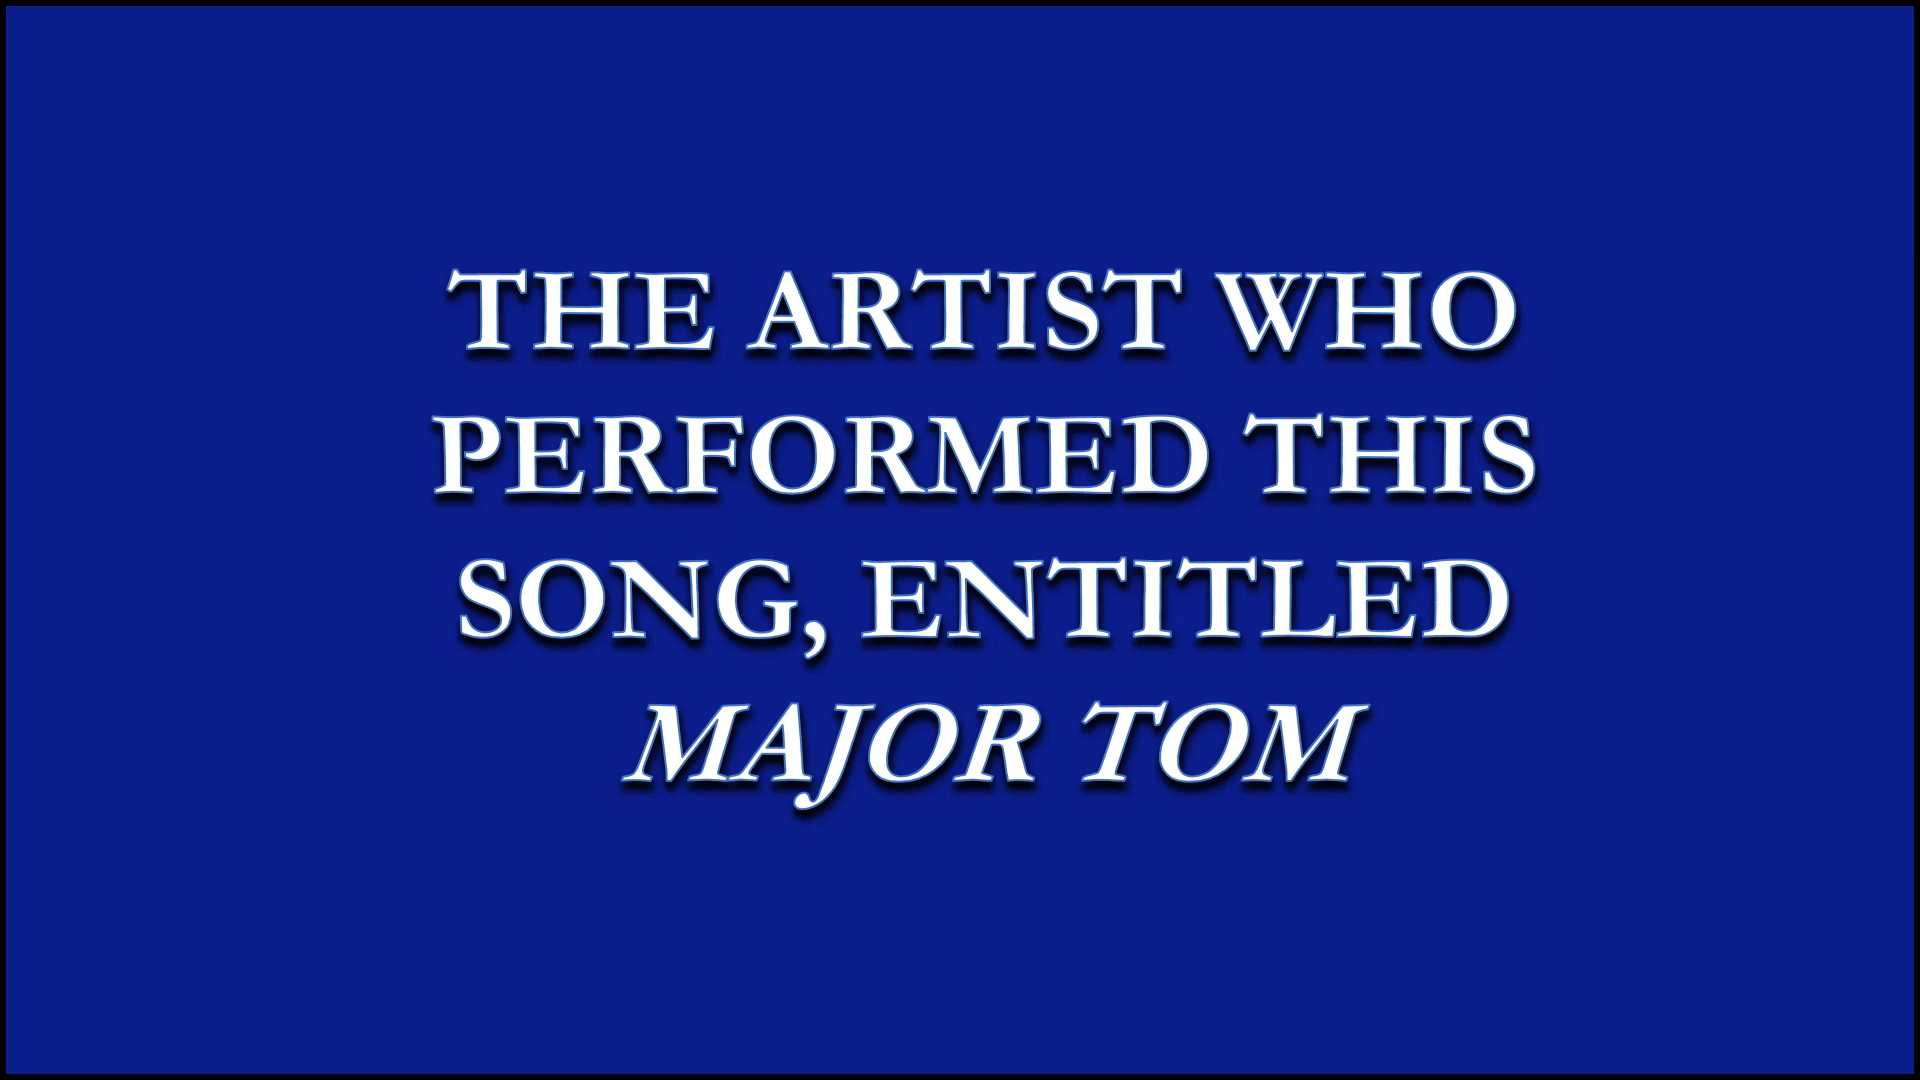 THE ARTIST WHO
PERFORMED THIS
SONG, ENTITLED
MAJOR TOM